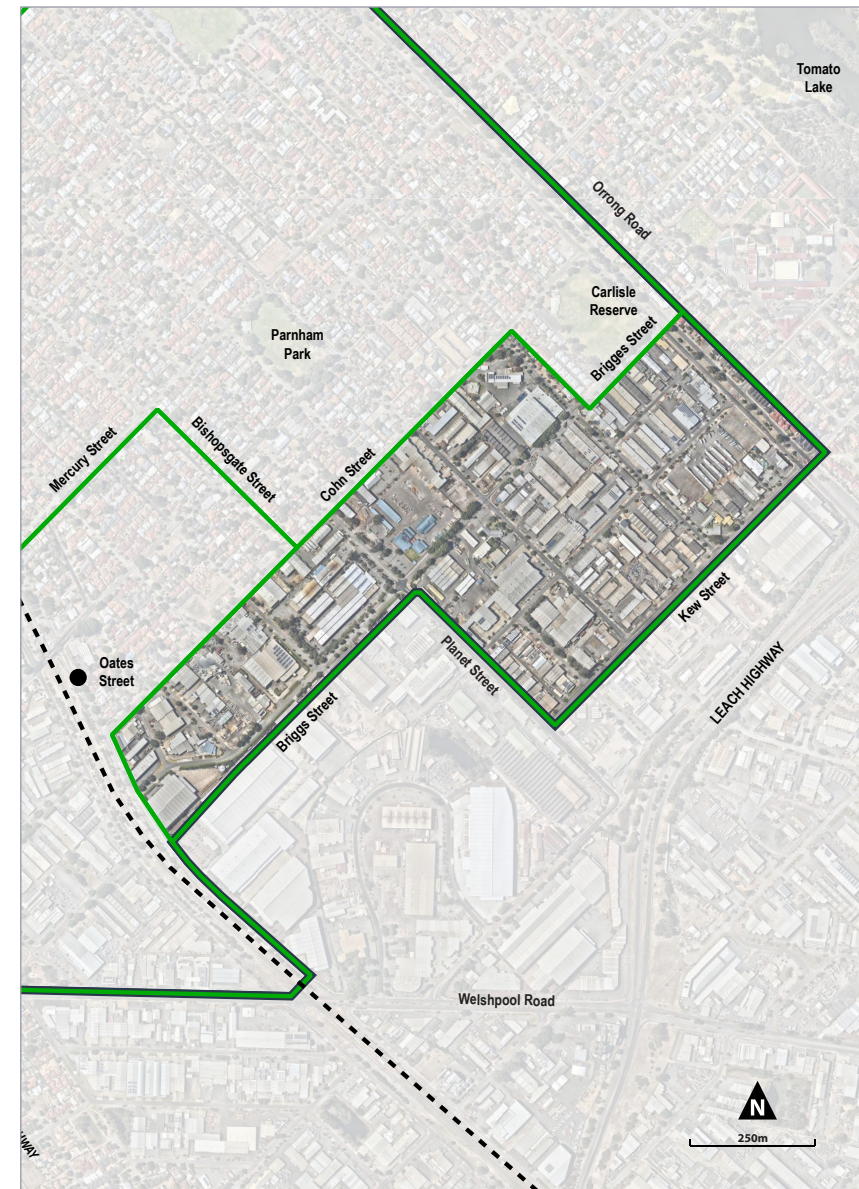 Tomato
Lake
Orrong Road
Carlisle
Reserve
Brigges Street
Parnham
Park
Mercury Street
Bishopsgate Street
Cohn Street
Kew Street
Oates
Street
Planet Street
LEACH HIGHWAY
Briggs Street
Welshpool Road
N
250m
HWAY